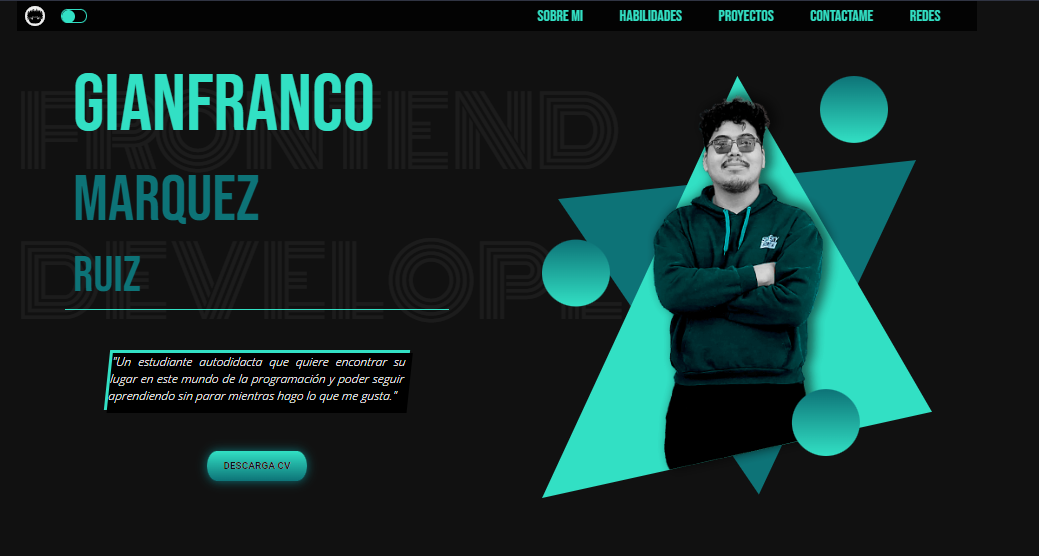 SOBRE MI
HABILIDADES
PROYECTOS
CONTACTAME
REDES
FRONTEND
GIANFRANCO
MARQUEZ
DEVELOPE
RUIZ
"Un estudiante autodidacta que quiere encontrar su
lugar en este mundo de la programación y poder seguir
aprendiendo sin parar mientras hago lo que me gusta."
DESCARGA CV